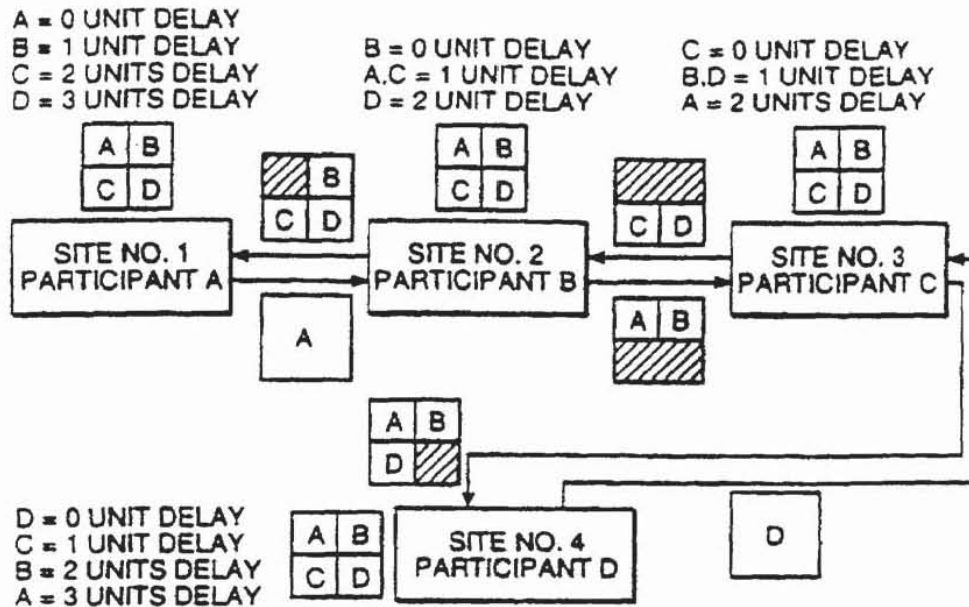 A = 0 UNIT DELAY
B = 1 UNIT DELAY
C = 2 UNITS DELAY
D = 3 UNITS DELAY
B = 0 UNIT DELAY
A.C = 1 UNIT DELAY
D = 2 UNIT DELAY
C = 0 UNIT DELAY
B.D = 1 UNIT DELAY
A = 2 UNITS DELAY
A B
C D
B
C D
A B
C D
C D
A B
C D
SITE NO. 1
PARTICIPANT A
SITE NO. 2
PARTICIPANT B
SITE NO. 3
PARTICIPANT C
A
A B
A B
D
D = 0 UNIT DELAY
C = 1 UNIT DELAY
B = 2 UNITS DELAY
A = 3 UNITS DELAY
A B
C D
SITE NO. 4
PARTICIPANT D
D